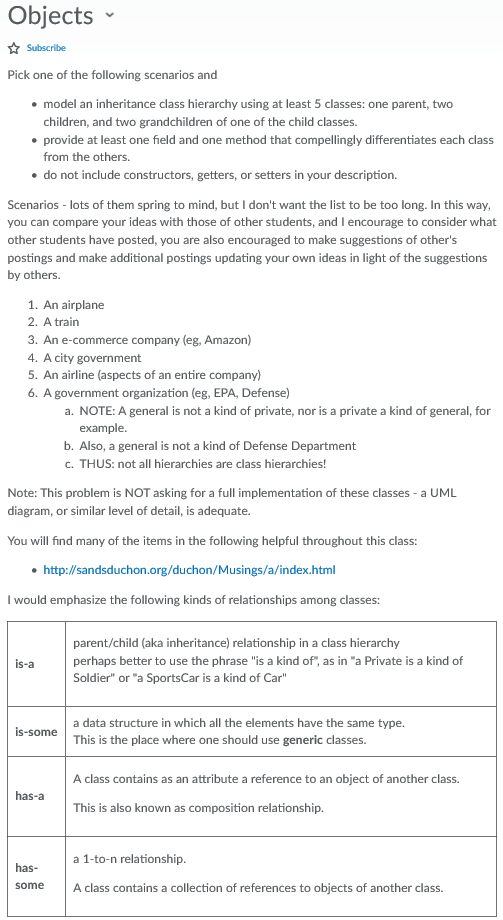 Objects
Subscribe
Pick one of the following scenarios and
• model an inheritance class hierarchy using at least 5 classes: one parent, two
children, and two grandchildren of one of the child classes.
• provide at least one field and one method that compellingly differentiates each class
from the others.
• do not include constructors, getters, or setters in your description.
Scenarios - lots of them spring to mind, but I don't want the list to be too long. In this way,
you can compare your ideas with those of other students, and I encourage to consider what
other students have posted, you are also encouraged to make suggestions of other's
postings and make additional postings updating your own ideas in light of the suggestions
by others.
1. An airplane
2. A train
3. An e-commerce company (eg, Amazon)
4. A city government
5. An airline (aspects of an entire company)
6. A government organization (eg, EPA, Defense)
a. NOTE: A general is not a kind of private, nor is a private a kind of general, for
example.
b. Also, a general is not a kind of Defense Department
c. THUS: not all hierarchies are class hierarchies!
Note: This problem is NOT asking for a full implementation of these classes - a UML
diagram, or similar level of detail, is adequate.
You will find many of the items in the following helpful throughout this class:
• http://sandsduchon.org/duchon/Musings/a/index.html
I would emphasize the following kinds of relationships among classes:
is-a
parent/child (aka inheritance) relationship in a class hierarchy
perhaps better to use the phrase "is a kind of", as in "a Private is a kind of
Soldier" or "a SportsCar is a kind of Car"
is-some
a data structure in which all the elements have the same type.
This is the place where one should use generic classes.
has-a
A class contains as an attribute a reference to an object of another class.
This is also known as composition relationship.
has-
some
a 1-to-n relationship.
A class contains a collection of references to objects of another class.